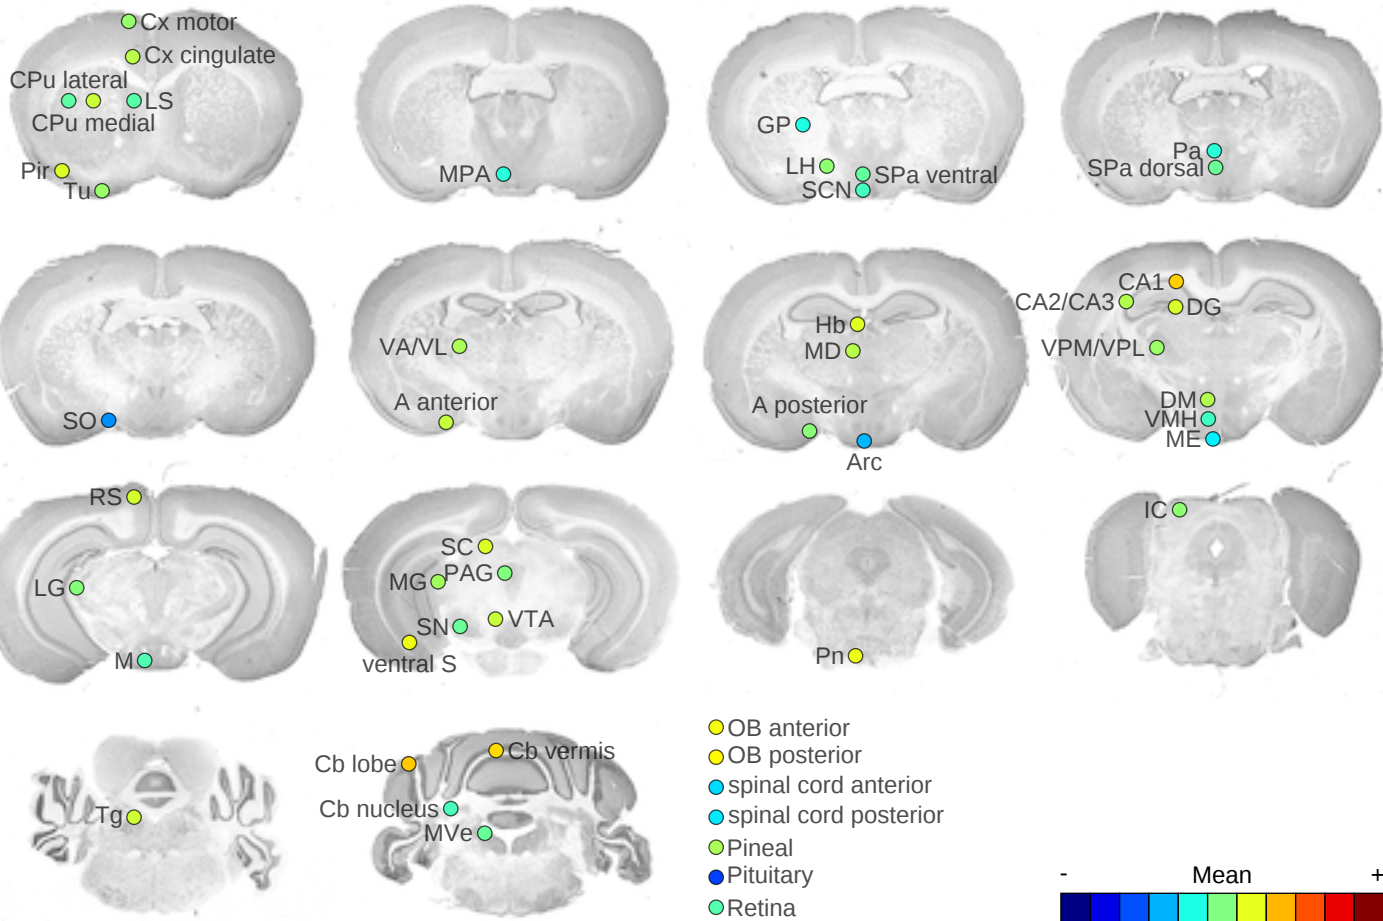 Cx motor
Cx cingulate
CPu lateral
LS
CPu medial
Pir
Tu
MPA
GP
LH
SPa ventral
SCN
Pa
SPa dorsal
SO
VA/VL
A anterior
Hb
MD
A posterior
Arc
CA1
CA2/CA3
DG
VPM/VPL
DM
VMH
ME
RS
LG
M
SC
MG
PAG
SN
VTA
ventral S
Pn
IC
Tg
Cb lobe
Cb vermis
Cb nucleus
MVe
OB anterior
OB posterior
spinal cord anterior
spinal cord posterior
Pineal
Pituitary
Retina
- Mean +